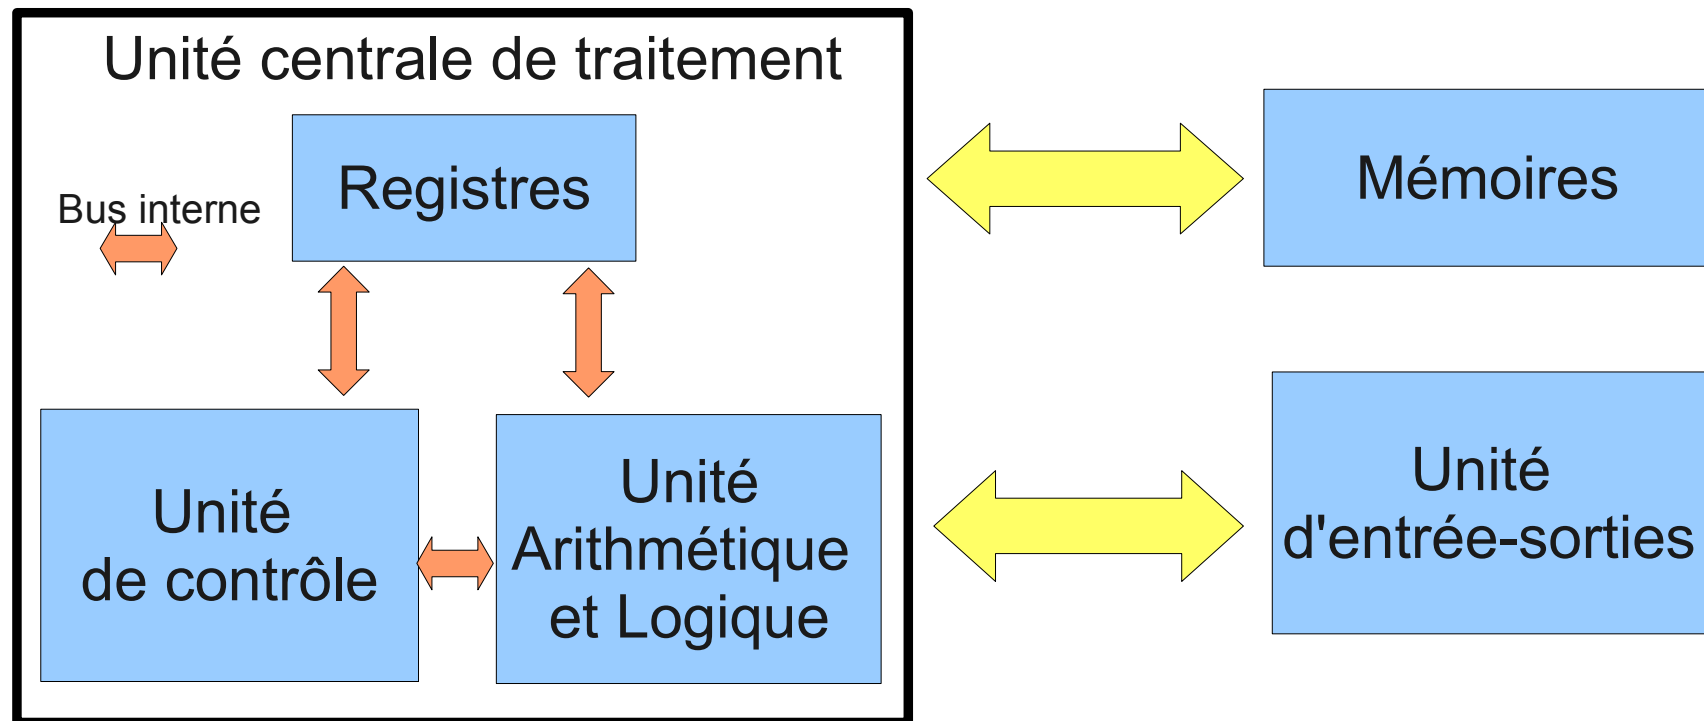 Unité centrale de traitement
Registres
Bus interne
Mémoires
Unité
de contrôle
Unité
Arithmétique
et Logique
Unité
d'entrée-sorties